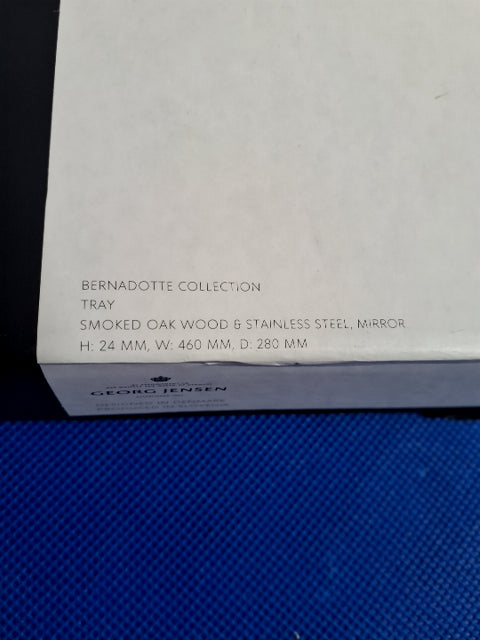 BERNADOTTE COLLECTION
TRAY
SMOKED OAK WOOD & STAINLESS STEEL, MIRROR
H: 24 MM, W: 460 MM, D: 280 MM
GEORG JENSEN
DESIGNED IN DENMARK